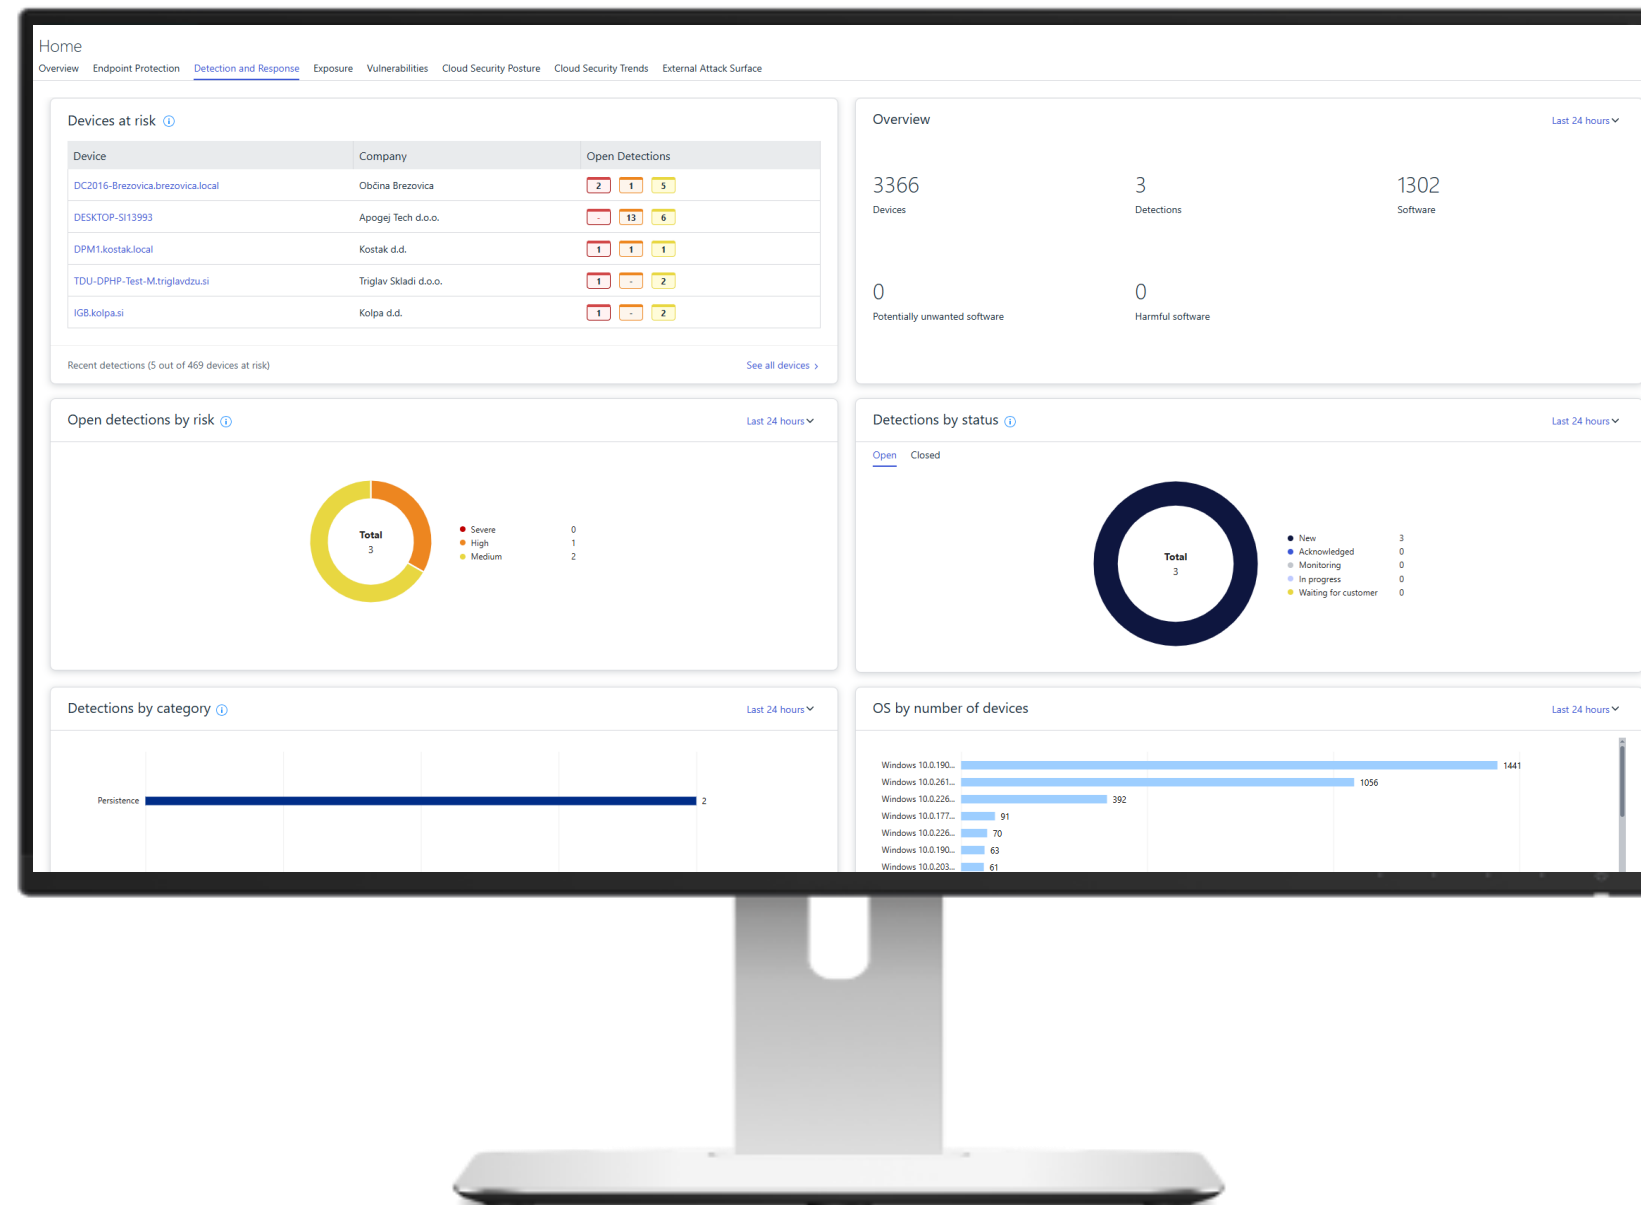 Home
Overview Endpoint Protection Detection and Response Exposure Vulnerabilities Cloud Security Posture Cloud Security Trends External Attack Surface
Devices at risk
Device Company Open Detections
DC2016-Brezovica.brezovica.local Občina Brezovica 2 1 5
DESKTOP-SI13993 Apogej Tech d.o.o. - 13 6
DPM1.kostak.local Kostak d.d. 1 1 1
TDU-DPHP-Test-M.triglavdzu.si Triglav Skladi d.o.o. 1 - 2
IGB.kolpa.si Kolpa d.d. 1 - 2
Recent detections (5 out of 469 devices at risk) See all devices >
Overview Last 24 hours
3366 3 1302
Devices Detections Software
0 0
Potentially unwanted software Harmful software
Open detections by risk Last 24 hours
Total
3
Severe 0
High 1
Medium 2
Detections by status Last 24 hours
Open Closed
Total
3
New 3
Acknowledged 0
Monitoring 0
In progress 0
Waiting for customer 0
Detections by category Last 24 hours
Persistence 2
OS by number of devices Last 24 hours
Windows 10.0.190... 1441
Windows 10.0.261... 1056
Windows 10.0.226... 392
Windows 10.0.177... 91
Windows 10.0.226... 70
Windows 10.0.190... 63
Windows 10.0.203... 61